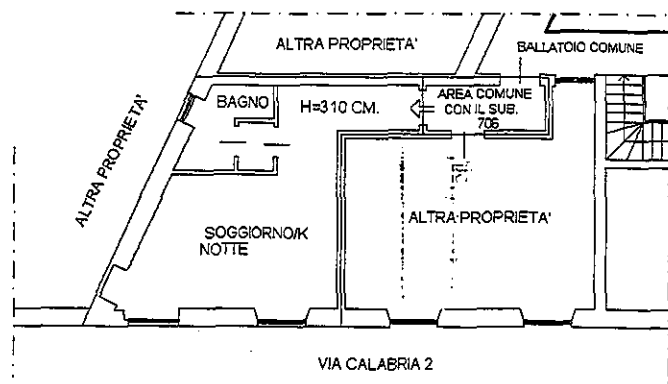 ALTRA PROPRIETA'
BALLATOIO COMUNE
ALTRA PROPRIETA'
BAGNO
H=310 CM.
AREA COMUNE
CON IL SUB.
706
SOGGIORNO/K
NOTTE
ALTRA PROPRIETA'
VIA CALABRIA 2